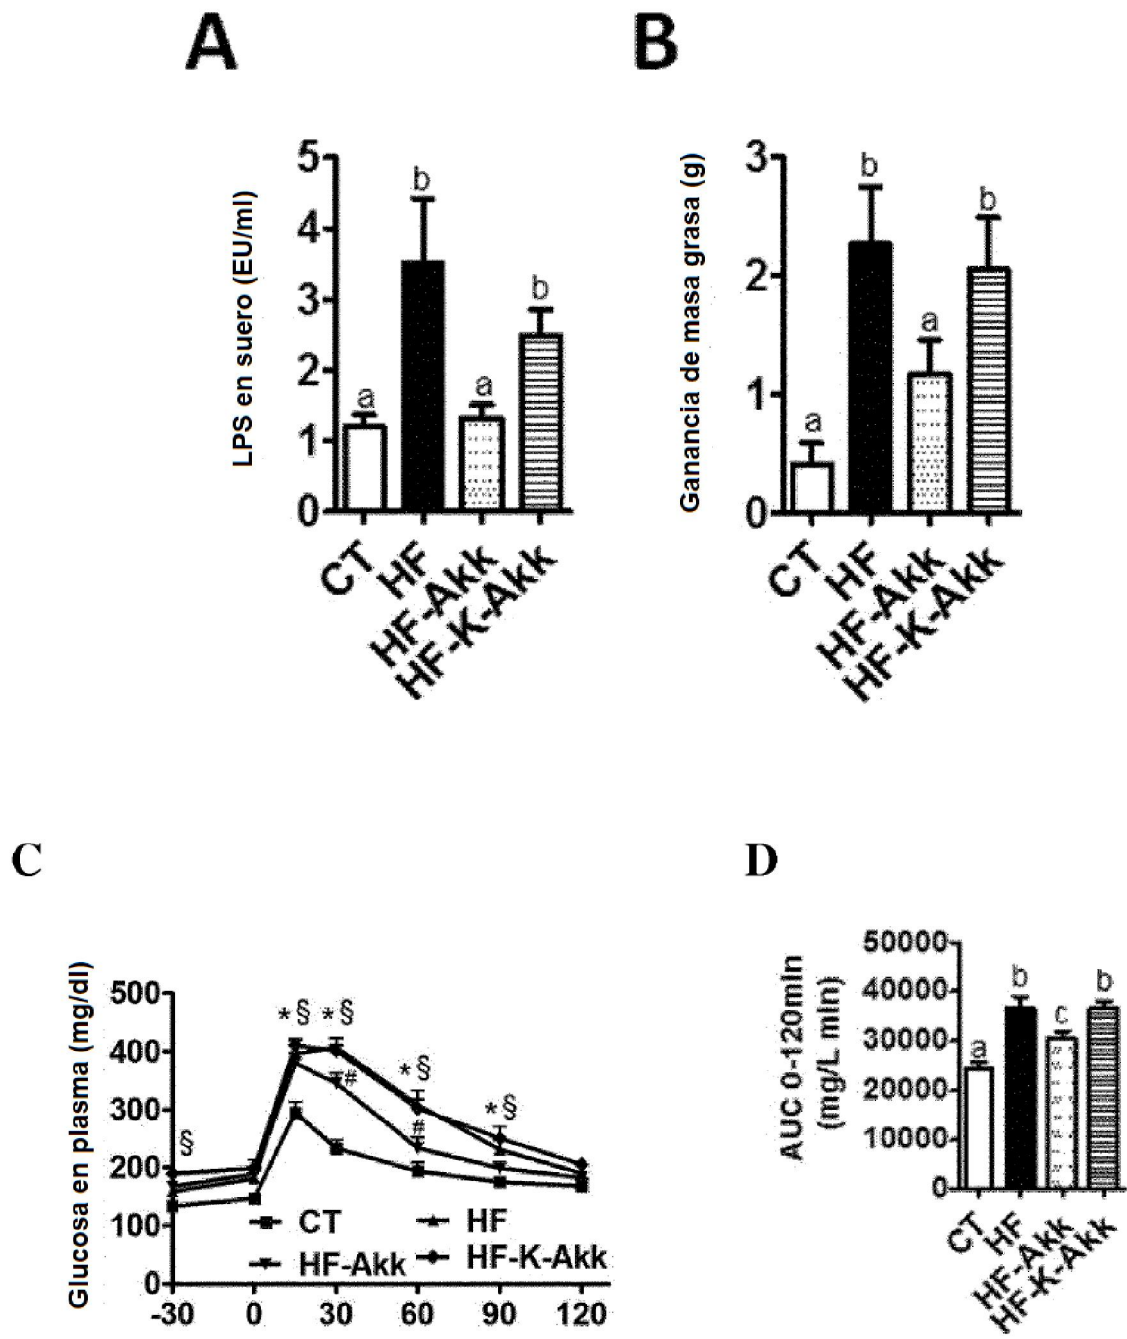 A
B
LPS en suero (EU/ml)
5
4
3
2
1
0
b
b
a
a
CT
HF
HF-Akk
HF-K-Akk
Ganancia de masa grasa (g)
3
2
1
0
b
b
a
a
CT
HF
HF-Akk
HF-K-Akk
C
D
Glucosa en plasma (mg/dl)
500
400
300
200
100
0
§
*§ *§
*§
*§
#
#
CT
HF
HF-Akk
HF-K-Akk
-30 0 30 60 90 120
AUC 0-120min
(mg/L min)
50000
40000
30000
20000
10000
0
a
b
c
b
CT
HF
HF-Akk
HF-K-Akk